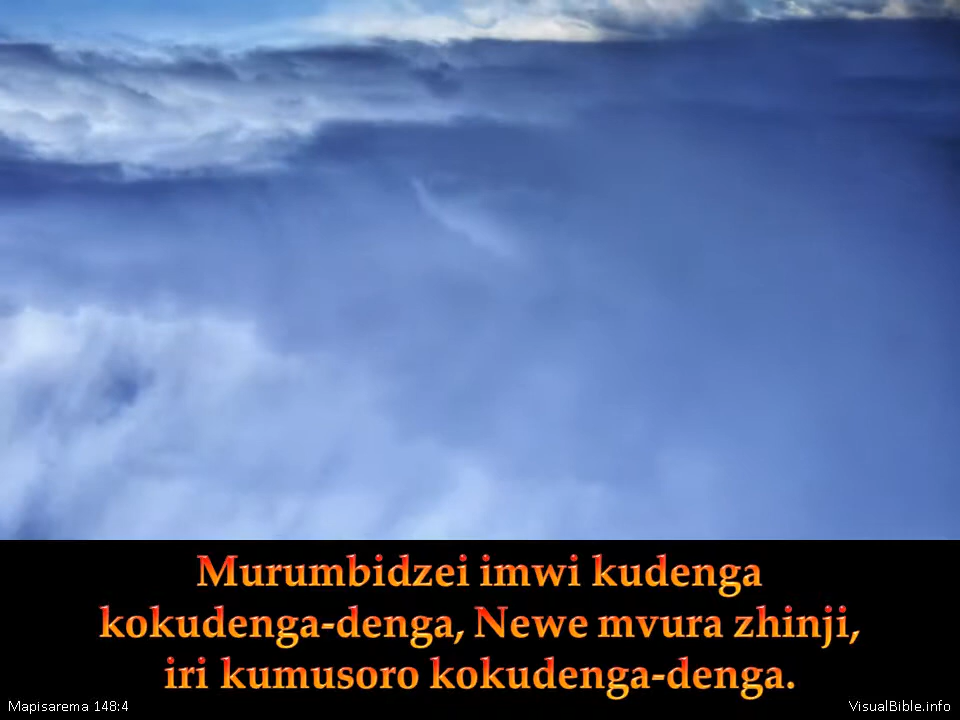 Murumbidzei imwi kudenga
kokudenga-denga, Newe mvura zhinji,
iri kumusoro kokudenga-denga.
Mapisarema 148:4
VisualBible.info